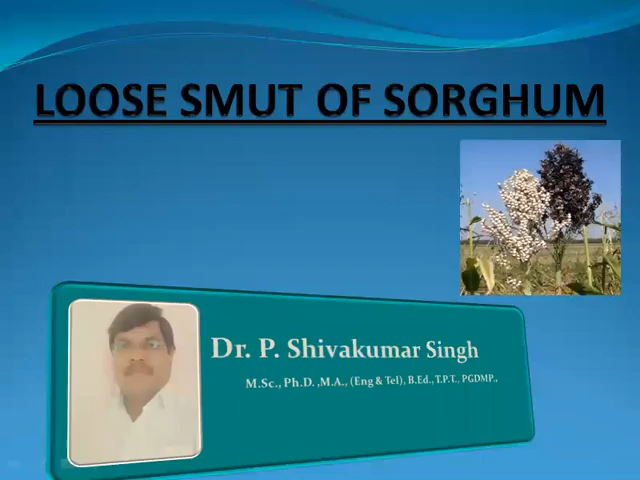 LOOSE SMUT OF SORGHUM
Dr. P. Shivakumar Singh
M.Sc., Ph.D. ,M.A., (Eng & Tel), B.Ed., T.P.T., PGDMP.,